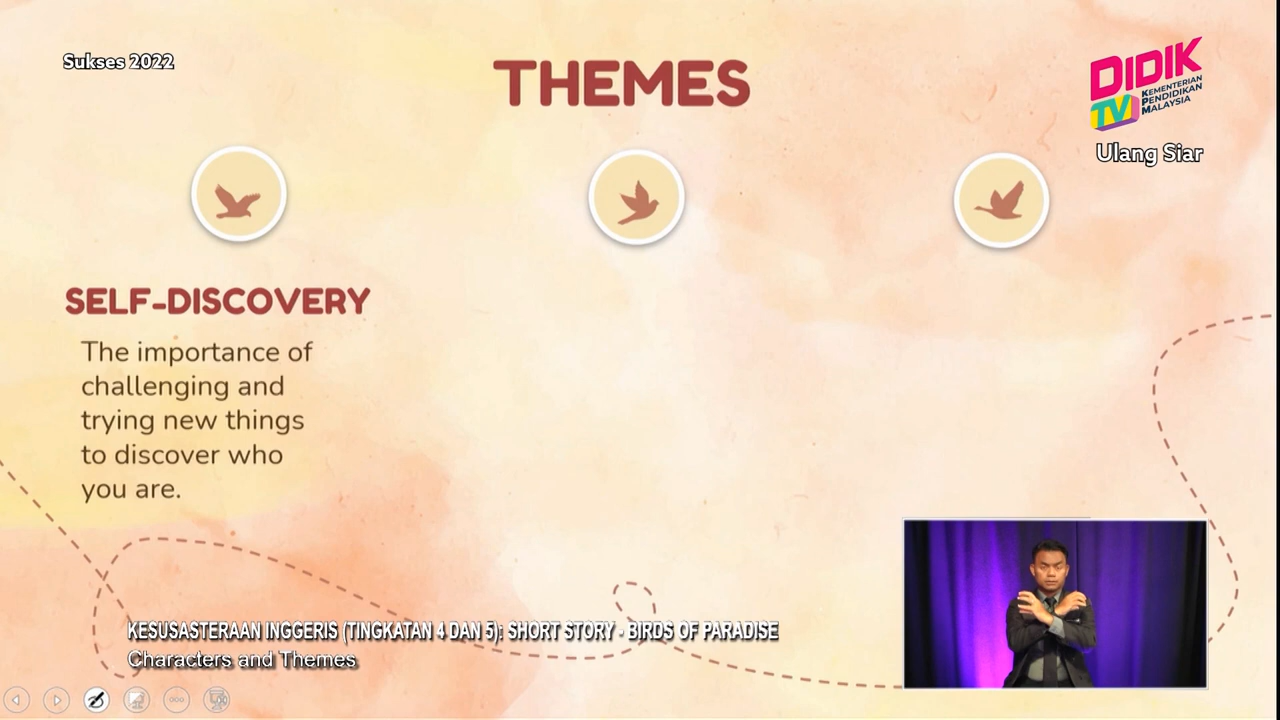 Sukses 2022
THEMES
DIDIK
TV
KEMENTERIAN
PENDIDIKAN
MALAYSIA
Ulang Siar
SELF-DISCOVERY
The importance of
challenging and
trying new things
to discover who
you are.
KESUSASTERAAN INGGERIS (TINGKATAN 4 DAN 5): SHORT STORY - BIRDS OF PARADISE
Characters and Themes